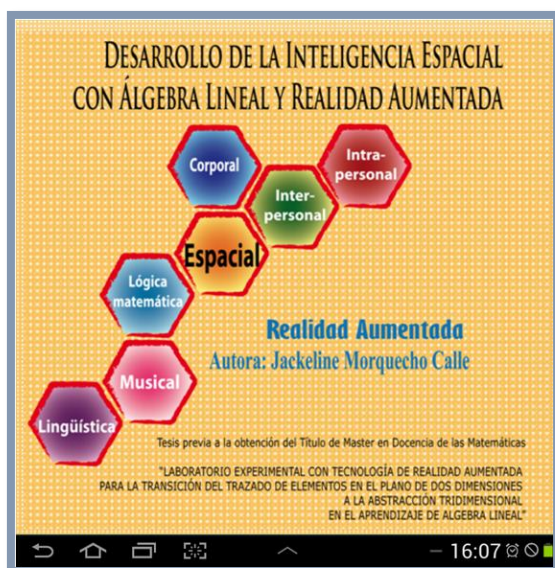 DESARROLLO DE LA INTELIGENCIA ESPACIAL
CON ÁLGEBRA LINEAL Y REALIDAD AUMENTADA
Corporal
Intra-
personal
Inter-
personal
Espacial
Lógica
matemática
Realidad Aumentada
Autora: Jackeline Morquecho Calle
Musical
Lingüística
Tesis previa a la obtención del Título de Master en Docencia de las Matemáticas
"LABORATORIO EXPERIMENTAL CON TECNOLOGÍA DE REALIDAD AUMENTADA
PARA LA TRANSICIÓN DEL TRAZADO DE ELEMENTOS EN EL PLANO DE DOS DIMENSIONES
A LA ABSTRACCIÓN TRIDIMENSIONAL
EN EL APRENDIZAJE DE ALGEBRA LINEAL"
16:07